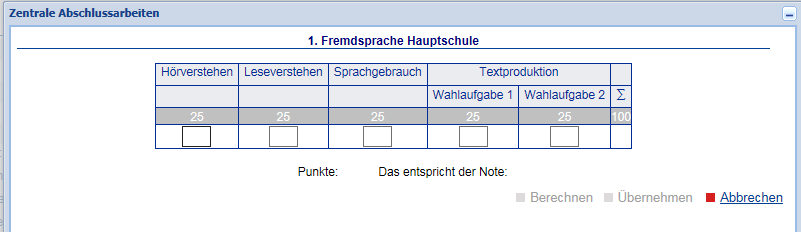 Zentrale Abschlussarbeiten
1. Fremdsprache Hauptschule
Hörverstehen Leseverstehen Sprachgebrauch Textproduktion
Wahlaufgabe 1 Wahlaufgabe 2 Σ
25 25 25 25 25 100
Punkte: Das entspricht der Note:
Berechnen Übernehmen Abbrechen